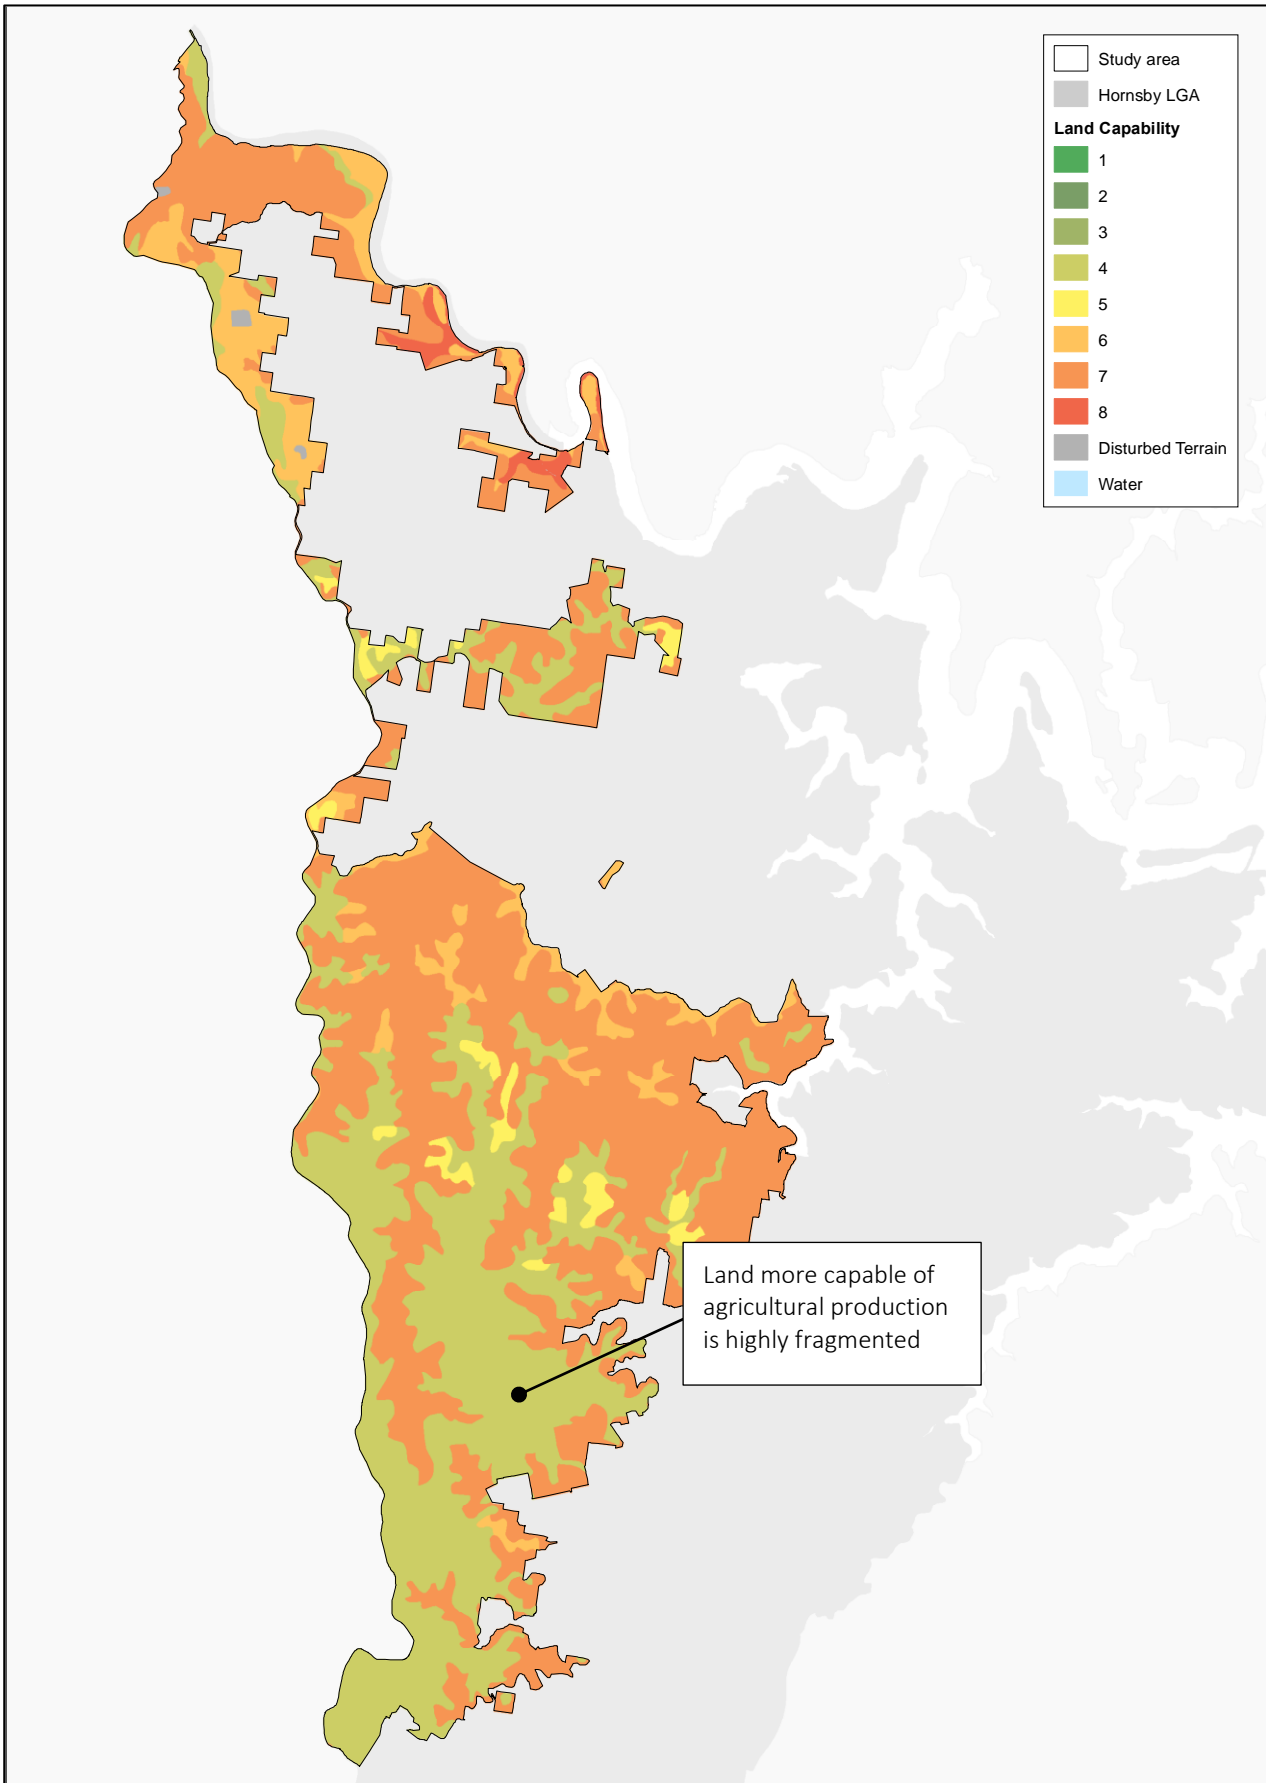 Study area
Hornsby LGA
Land Capability
1
2
3
4
5
6
7
8
Disturbed Terrain
Water
Land more capable of
agricultural production
is highly fragmented